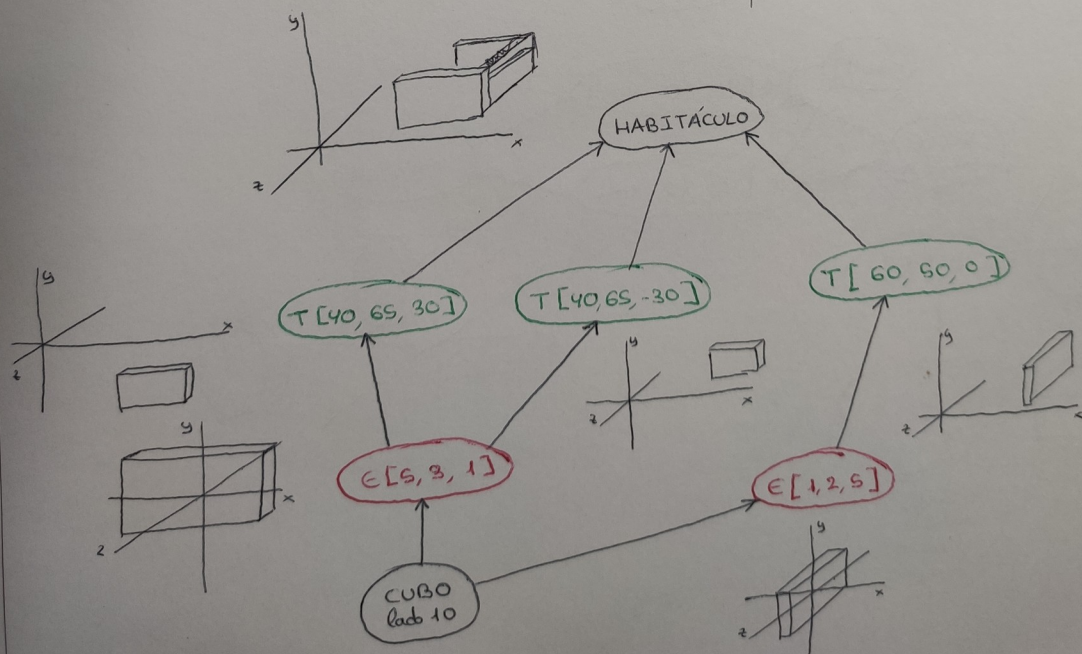 y
x
z
HABITÁCULO
T [40, 65, 30]
T [40, 65, -30]
T [60, 50, 0]
y
x
z
y
x
z
y
x
z
y
x
z
E [5, 3, 1]
E [1, 2, 5]
CUBO
lado 10
y
x
z